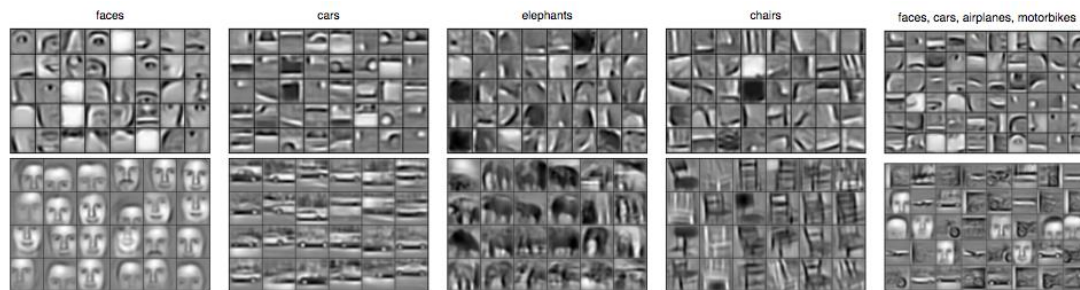 faces
cars
elephants
chairs
faces, cars, airplanes, motorbikes